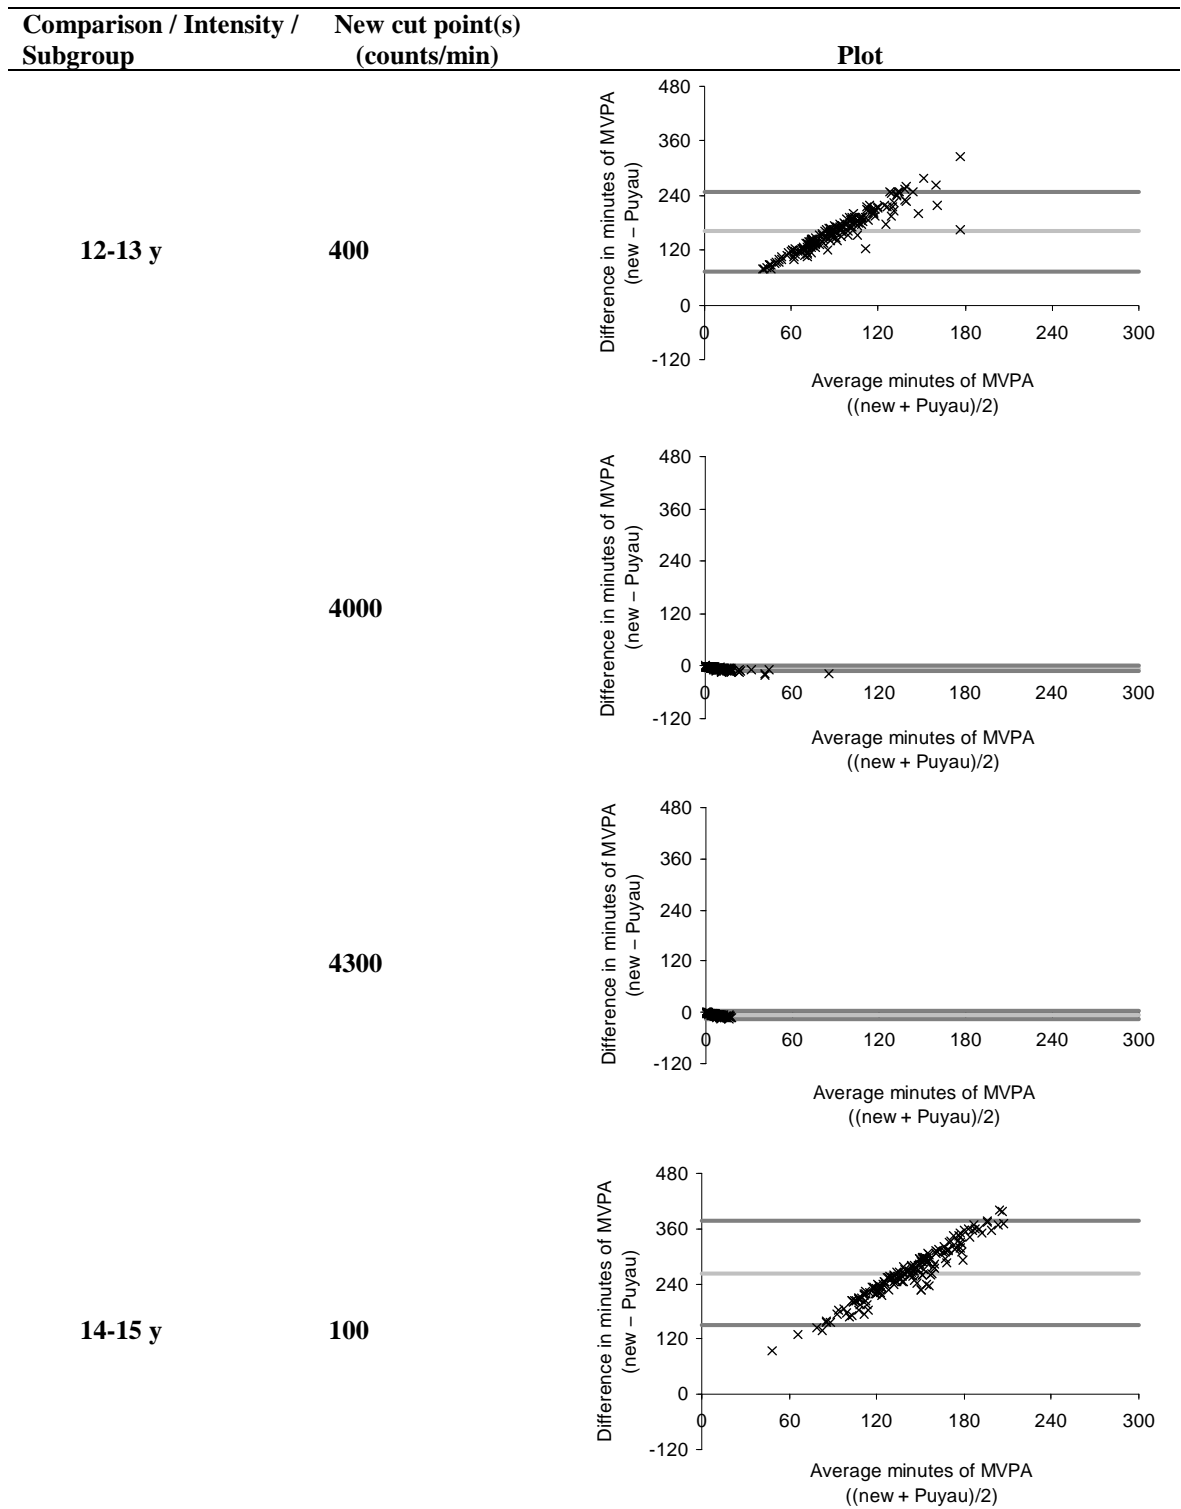 Comparison / Intensity / New cut point(s)
Subgroup (counts/min) Plot
12-13 y 400
Difference in minutes of MVPA
(new – Puyau)
480
360
240
120
0
-120
0 60 120 180 240 300
Average minutes of MVPA
((new + Puyau)/2)
4000
Difference in minutes of MVPA
(new – Puyau)
480
360
240
120
0
-120
0 60 120 180 240 300
Average minutes of MVPA
((new + Puyau)/2)
4300
Difference in minutes of MVPA
(new – Puyau)
480
360
240
120
0
-120
0 60 120 180 240 300
Average minutes of MVPA
((new + Puyau)/2)
14-15 y 100
Difference in minutes of MVPA
(new – Puyau)
480
360
240
120
0
-120
0 60 120 180 240 300
Average minutes of MVPA
((new + Puyau)/2)